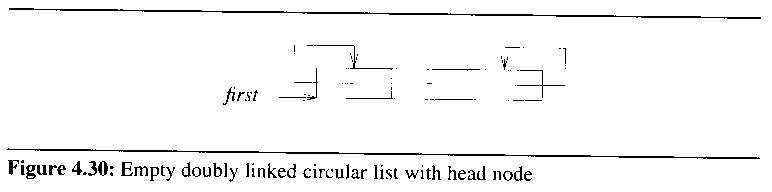 first
Figure 4.30: Empty doubly linked circular list with head node